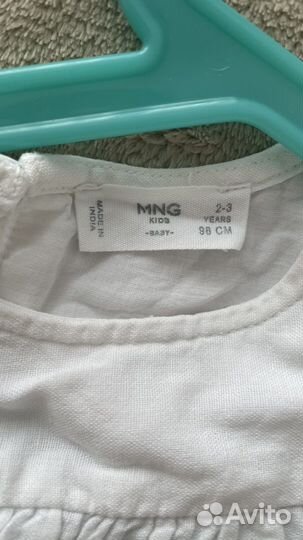 MADE IN
INDIA
MNG
KIDS
-BABY-
2-3
YEARS
98 CM
Avito